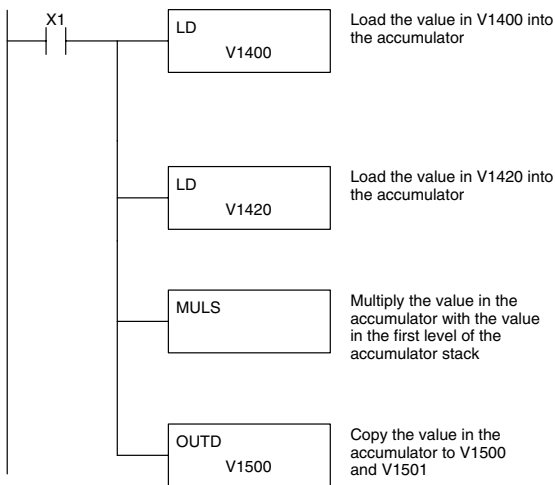 X1
LD
V1400
Load the value in V1400 into
the accumulator
LD
V1420
Load the value in V1420 into
the accumulator
MULS
Multiply the value in the
accumulator with the value
in the first level of the
accumulator stack
OUTD
V1500
Copy the value in the
accumulator to V1500
and V1501